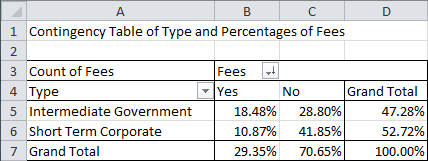 A B C D
1 Contingency Table of Type and Percentages of Fees
2
3 Count of Fees Fees
4 Type Yes No Grand Total
5 Intermediate Government 18.48% 28.80% 47.28%
6 Short Term Corporate 10.87% 41.85% 52.72%
7 Grand Total 29.35% 70.65% 100.00%